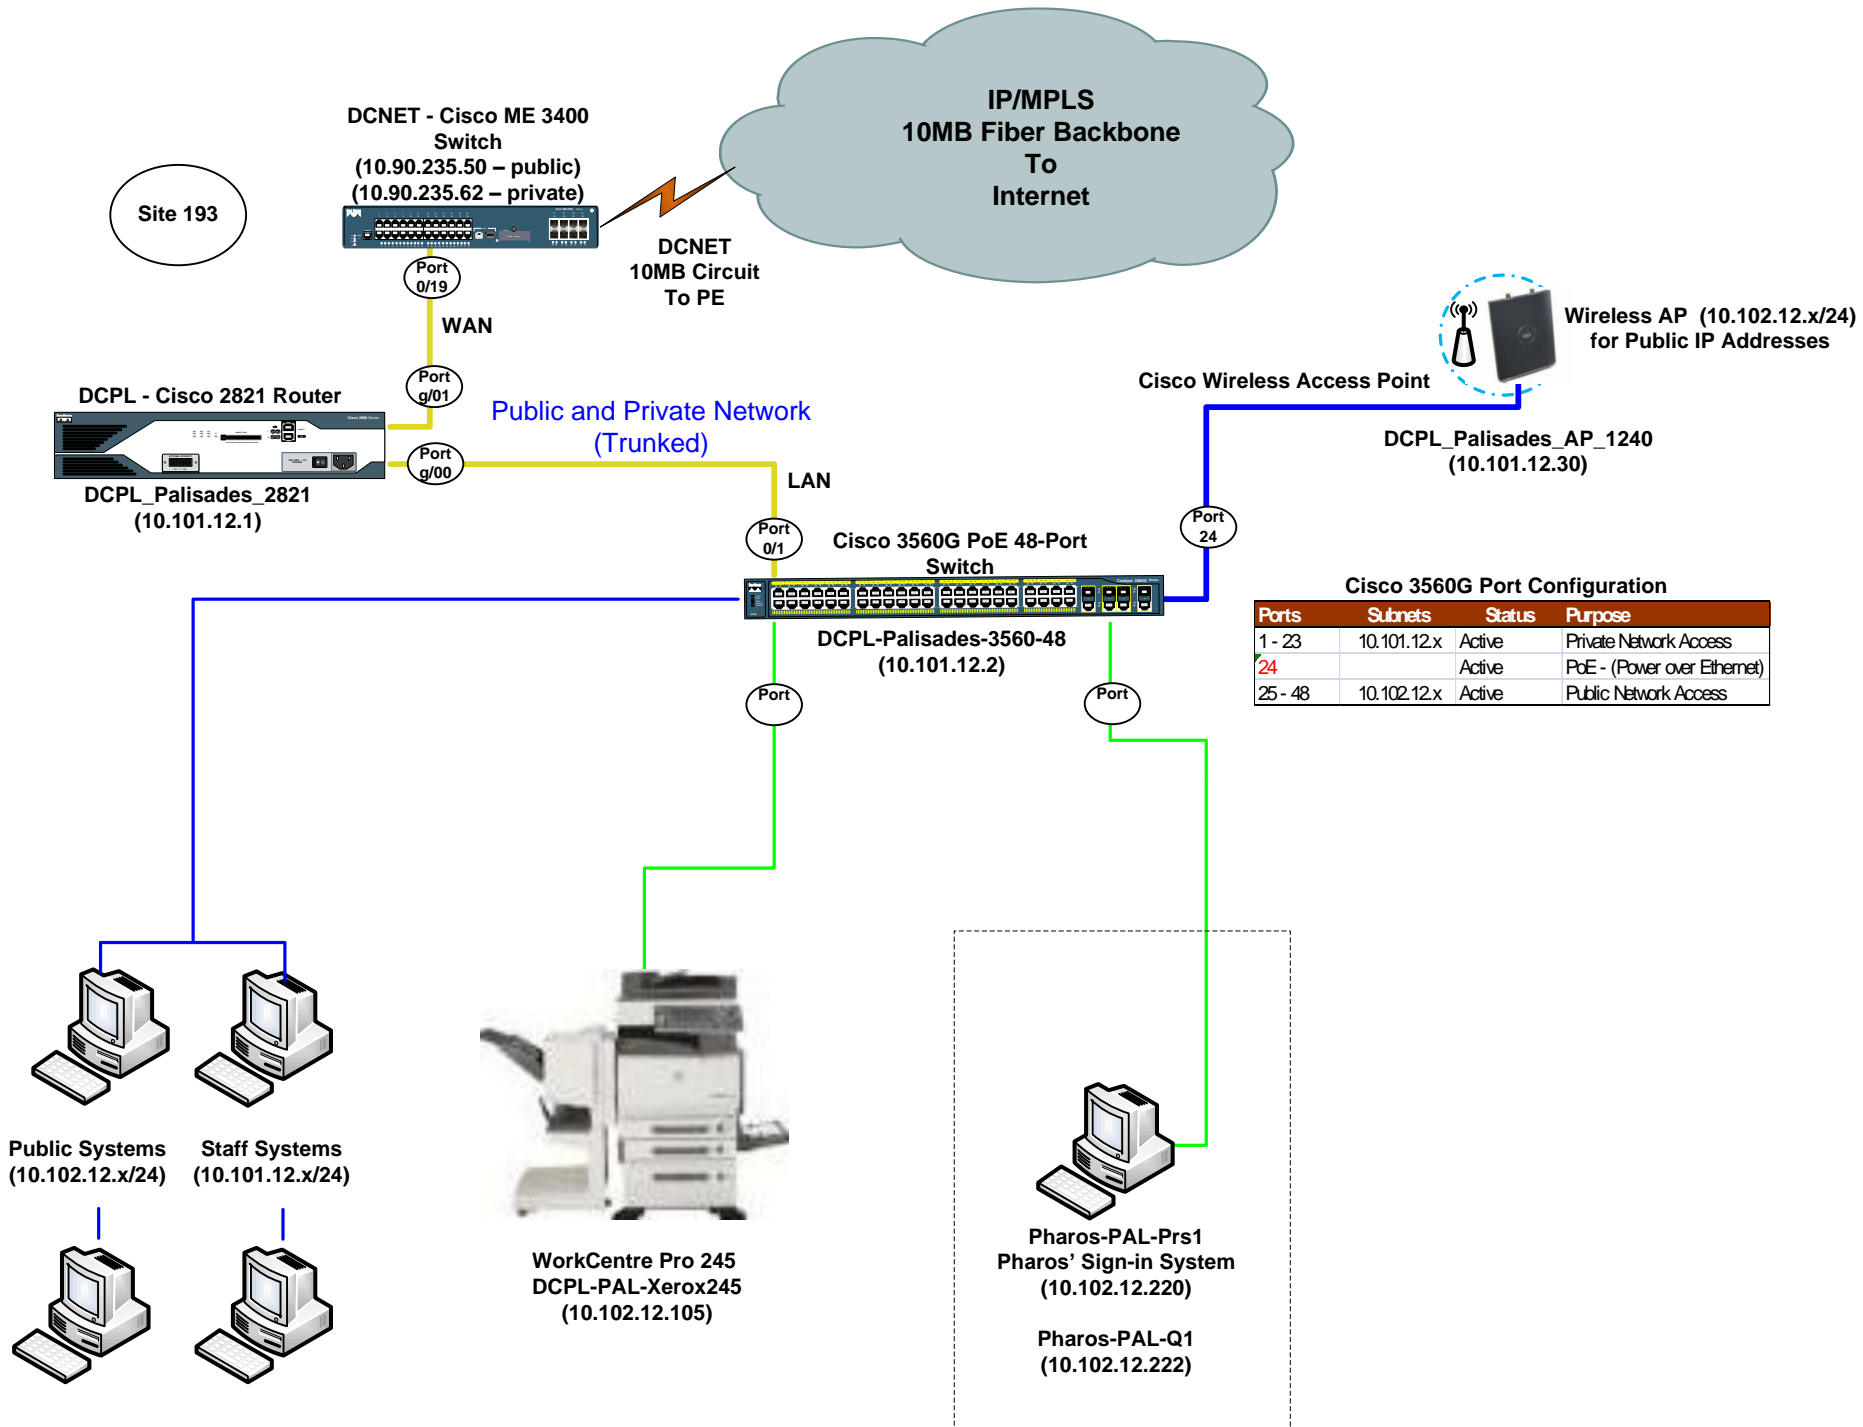 IP/MPLS
10MB Fiber Backbone
To
Internet
DCNET - Cisco ME 3400
Switch
(10.90.235.50 – public)
(10.90.235.62 – private)
Site 193
DCNET
10MB Circuit
To PE
Port
0/19
WAN
Port
g/01
DCPL - Cisco 2821 Router
Port
g/00
DCPL_Palisades_2821
(10.101.12.1)
Public and Private Network
(Trunked)
LAN
Port
0/1
Wireless AP (10.102.12.x/24)
for Public IP Addresses
Cisco Wireless Access Point
DCPL_Palisades_AP_1240
(10.101.12.30)
Port
24
Cisco 3560G PoE 48-Port
Switch
DCPL-Palisades-3560-48
(10.101.12.2)
Cisco 3560G Port Configuration
Ports Subnets Status Purpose
1 - 23 10.101.12.x Active Private Network Access
24 Active PoE - (Power over Ethernet)
25 - 48 10.102.12.x Active Public Network Access
Port
Port
Public Systems
(10.102.12.x/24)
Staff Systems
(10.101.12.x/24)
WorkCentre Pro 245
DCPL-PAL-Xerox245
(10.102.12.105)
Pharos-PAL-Prs1
Pharos’ Sign-in System
(10.102.12.220)
Pharos-PAL-Q1
(10.102.12.222)